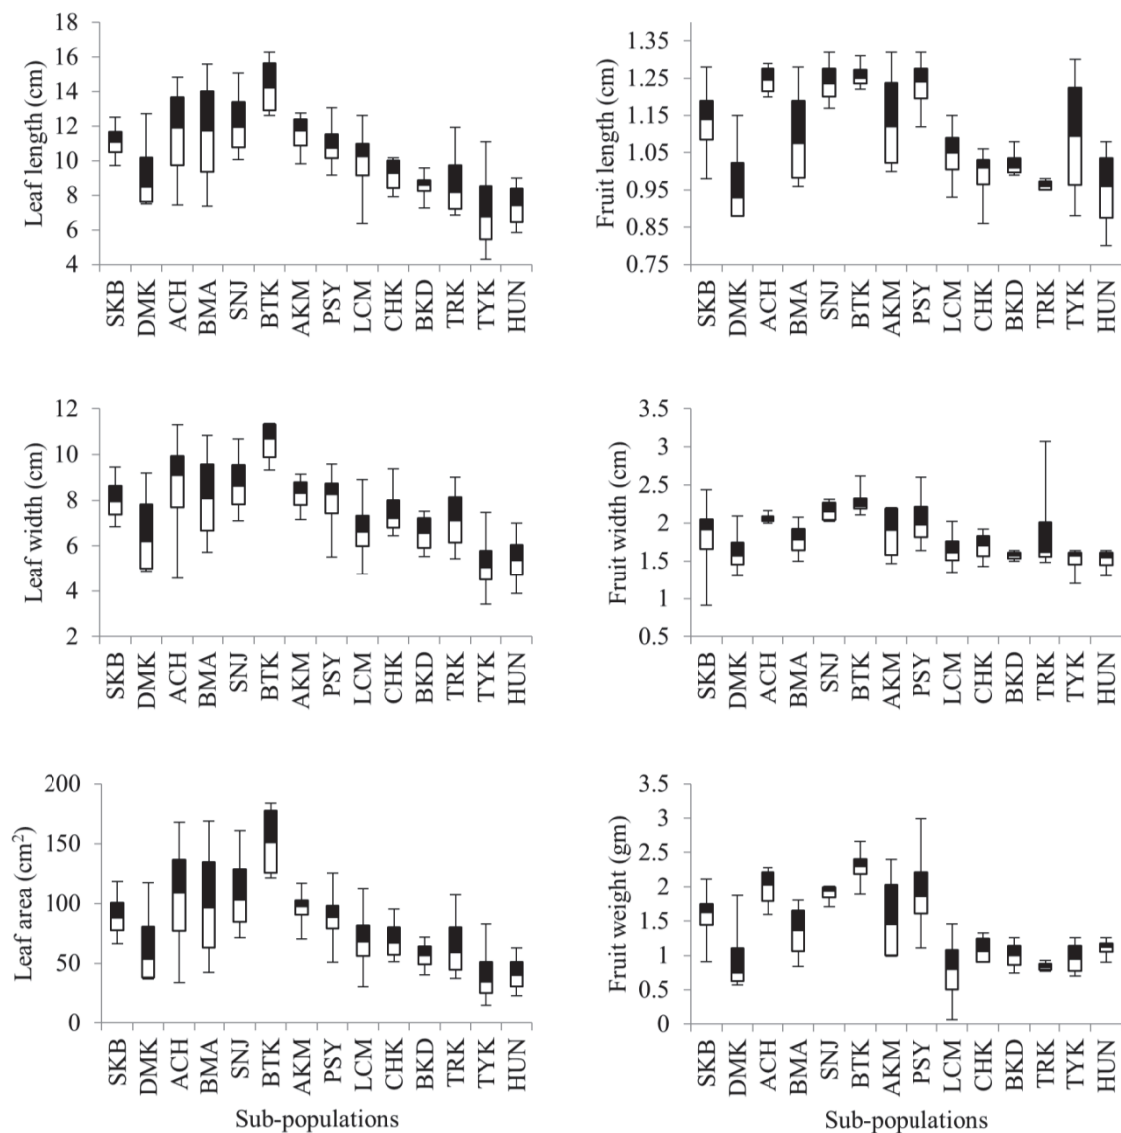 Leaf length (cm)
18
16
14
12
10
8
6
4
SKB
DMK
ACH
BMA
SNJ
BTK
AKM
PSY
LCM
CHK
BKD
TRK
TYK
HUN
Fruit length (cm)
1.35
1.25
1.15
1.05
0.95
0.85
0.75
SKB
DMK
ACH
BMA
SNJ
BTK
AKM
PSY
LCM
CHK
BKD
TRK
TYK
HUN
Leaf width (cm)
12
10
8
6
4
2
SKB
DMK
ACH
BMA
SNJ
BTK
AKM
PSY
LCM
CHK
BKD
TRK
TYK
HUN
Fruit width (cm)
3.5
3
2.5
2
1.5
1
0.5
SKB
DMK
ACH
BMA
SNJ
BTK
AKM
PSY
LCM
CHK
BKD
TRK
TYK
HUN
Leaf area (cm²)
200
150
100
50
0
SKB
DMK
ACH
BMA
SNJ
BTK
AKM
PSY
LCM
CHK
BKD
TRK
TYK
HUN
Sub-populations
Fruit weight (gm)
3.5
3
2.5
2
1.5
1
0.5
0
SKB
DMK
ACH
BMA
SNJ
BTK
AKM
PSY
LCM
CHK
BKD
TRK
TYK
HUN
Sub-populations